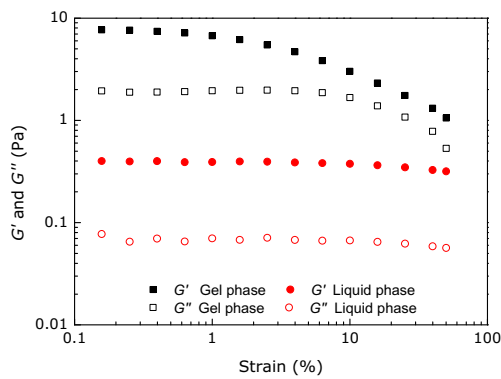 10
1
0.1
0.01
G' and G'' (Pa)
G' Gel phase
G' Liquid phase
G'' Gel phase
G'' Liquid phase
0.1
1
10
100
Strain (%)